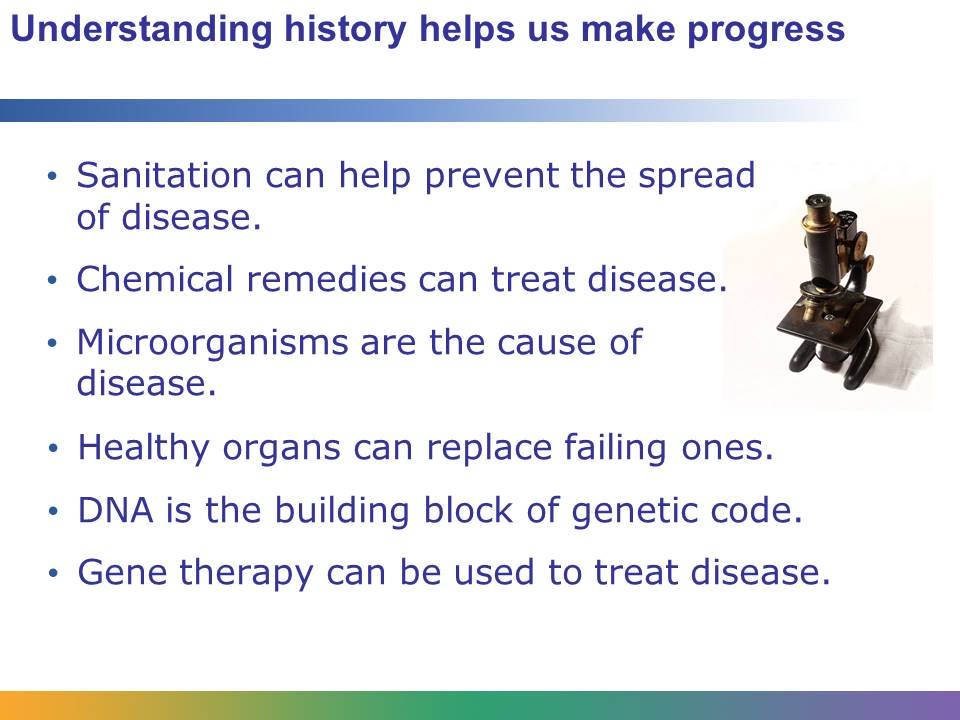 Understanding history helps us make progress
• Sanitation can help prevent the spread
of disease.
• Chemical remedies can treat disease.
• Microorganisms are the cause of
disease.
• Healthy organs can replace failing ones.
• DNA is the building block of genetic code.
• Gene therapy can be used to treat disease.